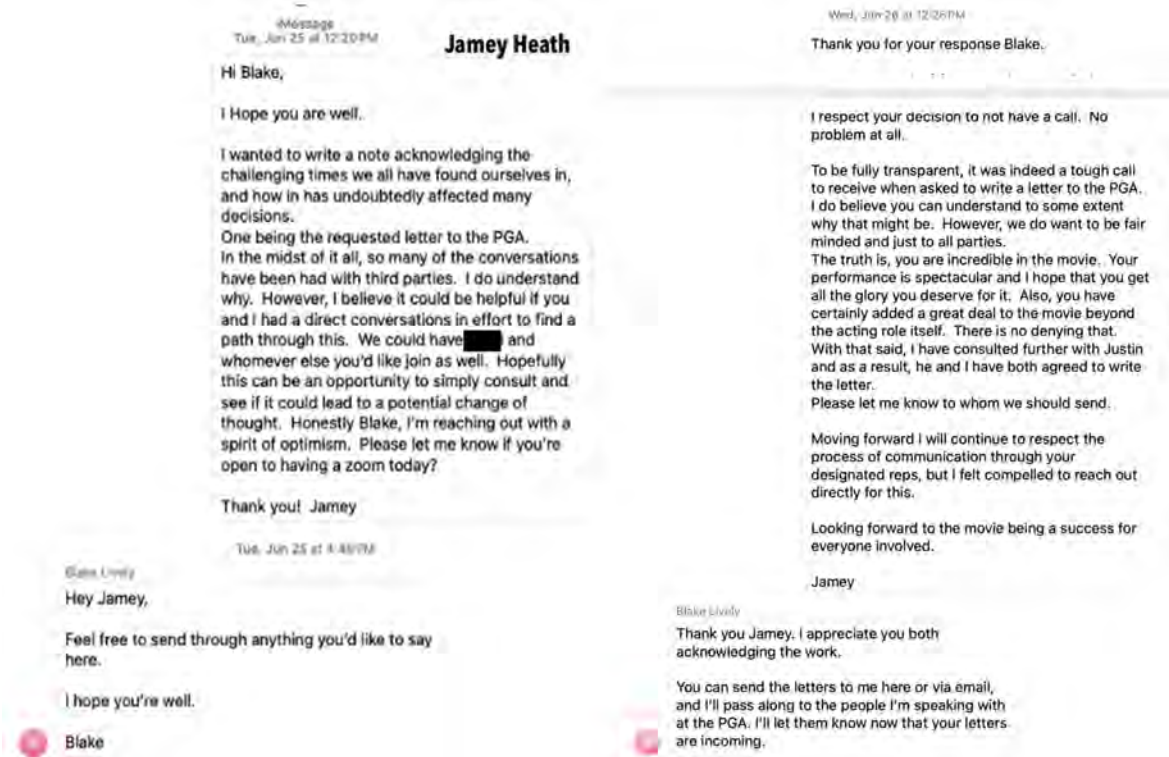 iMessage
Tue, Jun 25 at 12:20 PM
Jamey Heath
Hi Blake,
I Hope you are well.
I wanted to write a note acknowledging the
challenging times we all have found ourselves in,
and how in has undoubtedly affected many
decisions.
One being the requested letter to the PGA.
In the midst of it all, so many of the conversations
have been had with third parties.  I do understand
why.  However, I believe it could be helpful if you
and I had a direct conversations in effort to find a
path through this.  We could have and
whomever else you'd like join as well.  Hopefully
this can be an opportunity to simply consult and
see if it could lead to a potential change of
thought.  Honestly Blake, I'm reaching out with a
spirit of optimism.  Please let me know if you're
open to having a zoom today?
Thank you!  Jamey
Tue, Jun 25 at 4:46 PM
Blake Lively
Hey Jamey,
Feel free to send through anything you'd like to say
here.
I hope you're well.
Blake
Wed, Jun 26 at 12:26 PM
Thank you for your response Blake.
I respect your decision to not have a call.  No
problem at all.
To be fully transparent, it was indeed a tough call
to receive when asked to write a letter to the PGA.
I do believe you can understand to some extent
why that might be.  However, we do want to be fair
minded and just to all parties.
The truth is, you are incredible in the movie.  Your
performance is spectacular and I hope that you get
all the glory you deserve for it.  Also, you have
certainly added a great deal to the movie beyond
the acting role itself.  There is no denying that.
With that said, I have consulted further with Justin
and as a result, he and I have both agreed to write
the letter.
Please let me know to whom we should send.
Moving forward I will continue to respect the
process of communication through your
designated reps, but I felt compelled to reach out
directly for this.
Looking forward to the movie being a success for
everyone involved.
Jamey
Blake Lively
Thank you Jamey. I appreciate you both
acknowledging the work.
You can send the letters to me here or via email,
and I'll pass along to the people I'm speaking with
at the PGA. I'll let them know now that your letters
are incoming.